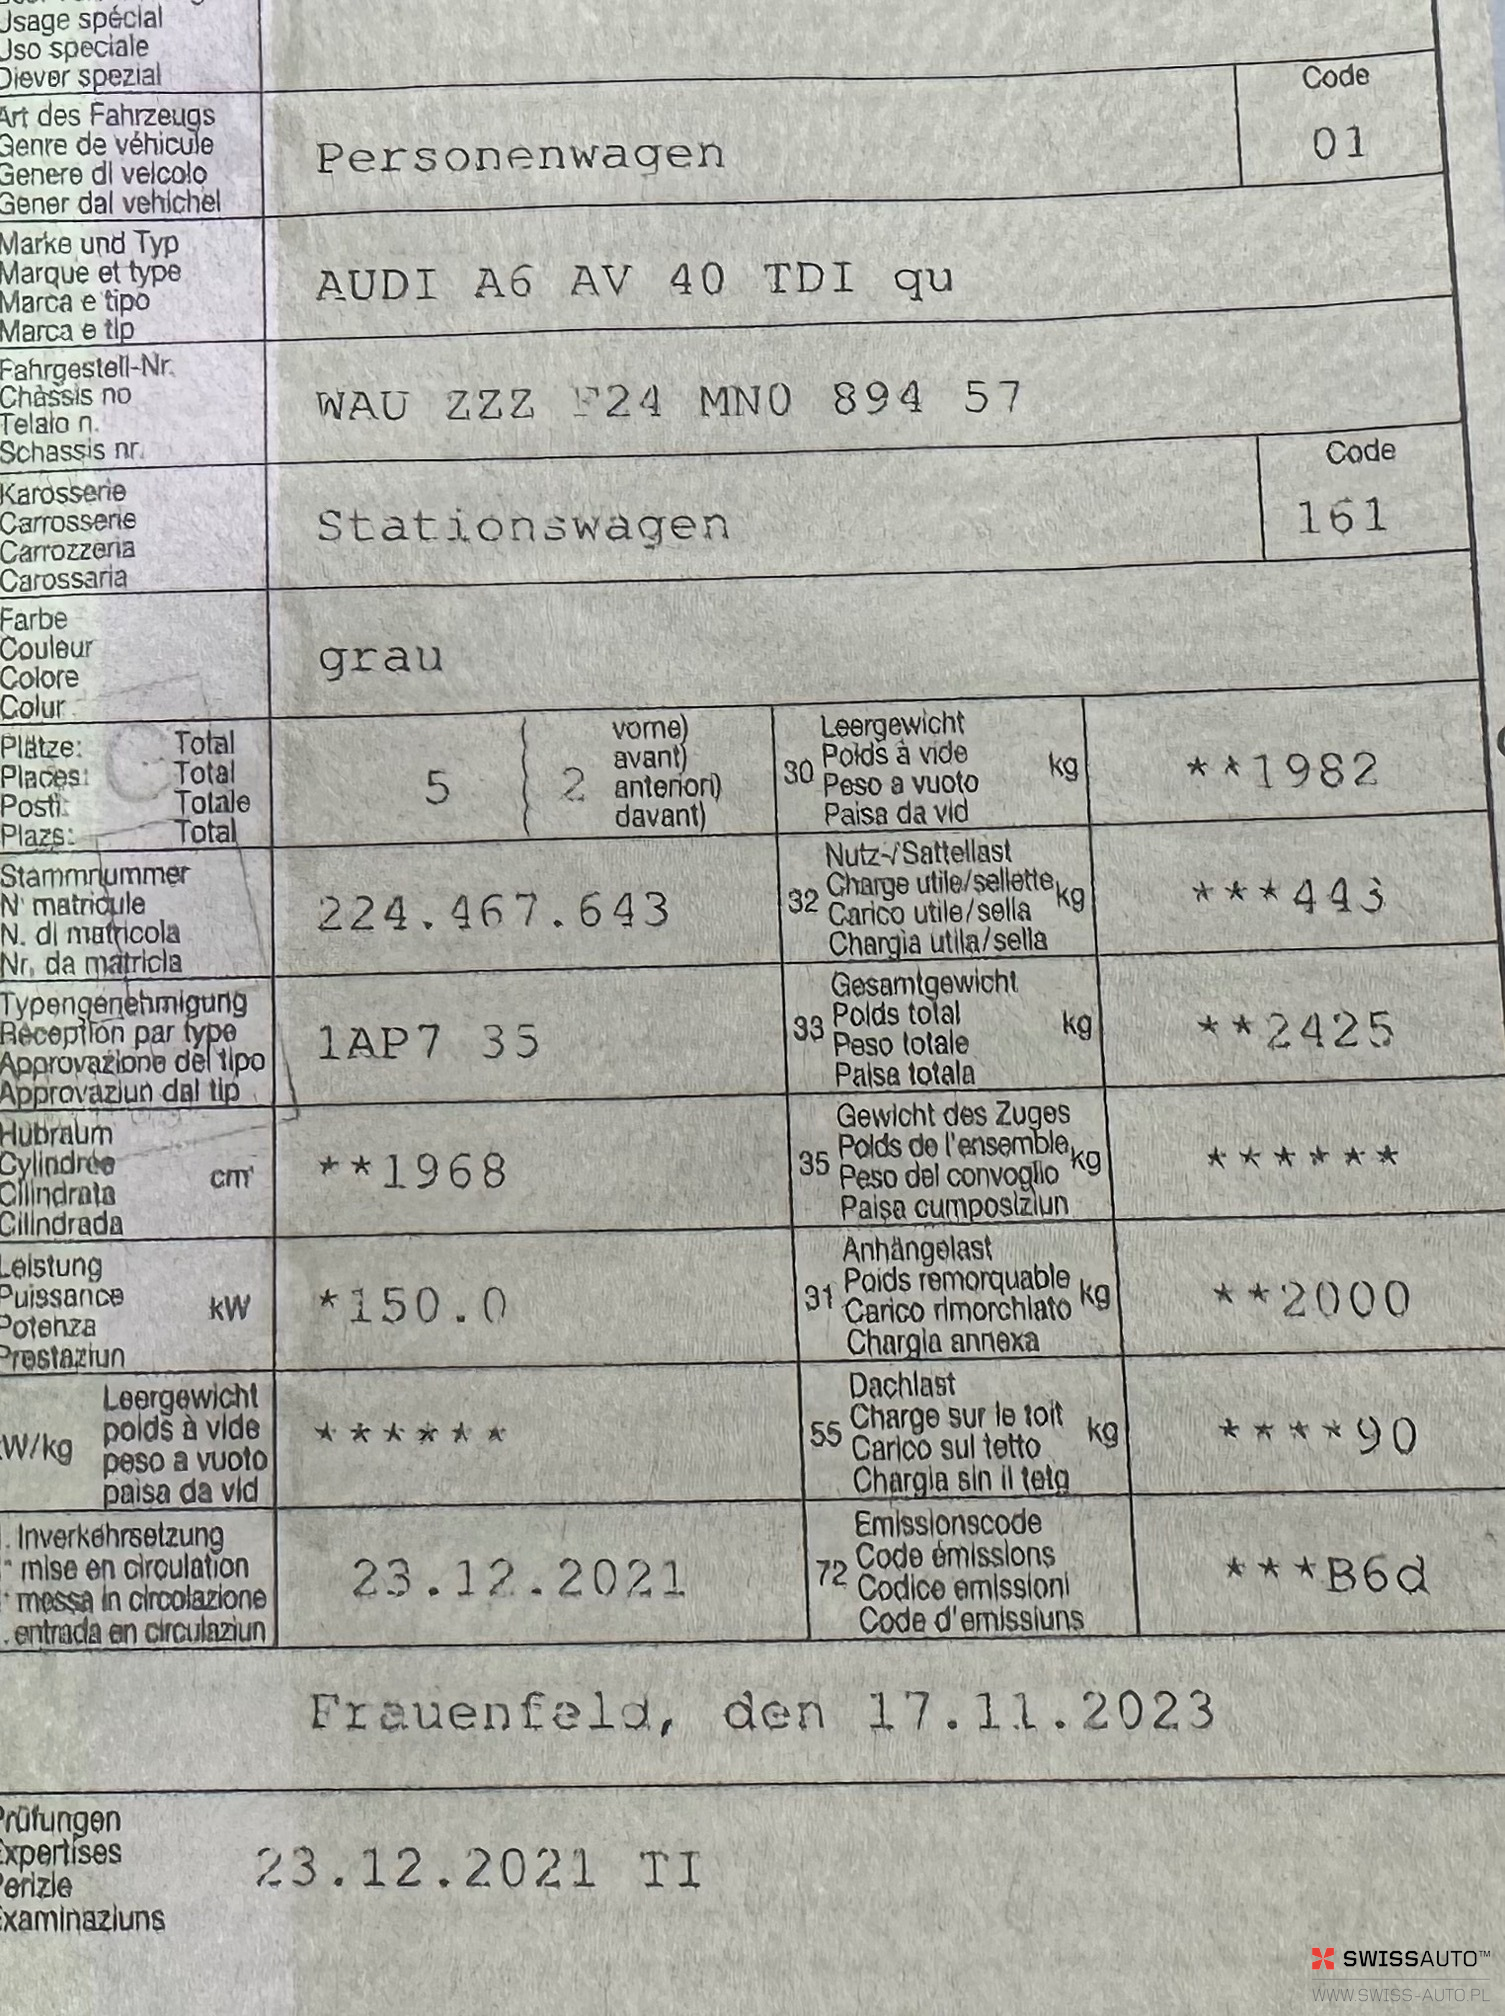 Usage spécial
Uso speciale
Diever spezial
Code
Art des Fahrzeugs
Genre de véhicule
Genere di veicolo
Gener dal vehichel
Personenwagen
01
Marke und Typ
Marque et type
Marca e tipo
Marca e tip
AUDI A6 AV 40 TDI qu
Fahrgestell-Nr.
Châssis no
Telaio n.
Schassis nr.
WAU ZZZ F24 MN0 894 57
Code
Karosserie
Carrosserie
Carrozzeria
Carossaria
Stationswagen
161
Farbe
Couleur
Colore
Colur
grau
Plätze: Total
Places: Total
Posti: Totale
Plazs: Total
5 2
vorne)
avant)
anteriori)
davant)
30
Leergewicht
Poids à vide
Peso a vuoto
Paisa da vid
kg
**1982
Stammnummer
N° matricule
N. di matricola
Nr. da matricla
224.467.643
32
Nutz-/Sattellast
Charge utile/sellette
Carico utile/sella
Chargia utila/sella
kg
***443
Typengenehmigung
Réception par type
Approvazione del tipo
Approvaziun dal tip
1AP7 35
33
Gesamtgewicht
Poids total
Peso totale
Paisa totala
kg
**2425
Hubraum
Cylindrée
Cilindrata
Cilindrada
cm³
**1968
35
Gewicht des Zuges
Poids de l'ensemble
Peso del convoglio
Paisa cumposiziun
kg
******
Leistung
Puissance
Potenza
Prestaziun
kW
*150.0
31
Anhängelast
Poids remorquable
Carico rimorchiato
Chargia annexa
kg
**2000
W/kg
Leergewicht
poids à vide
peso a vuoto
paisa da vid
******
55
Dachlast
Charge sur le toit
Carico sul tetto
Chargia sin il tetg
kg
****90
. Inverkehrsetzung
mise en circulation
messa in circolazione
. entrada en circulaziun
23.12.2021
72
Emissionscode
Code émissions
Codice emissioni
Code d'emissiuns
***B6d
Frauenfeld, den 17.11.2023
Prüfungen
Expertises
Perizie
Examinaziuns
23.12.2021 TI
SWISSAUTO™
WWW.SWISS-AUTO.PL